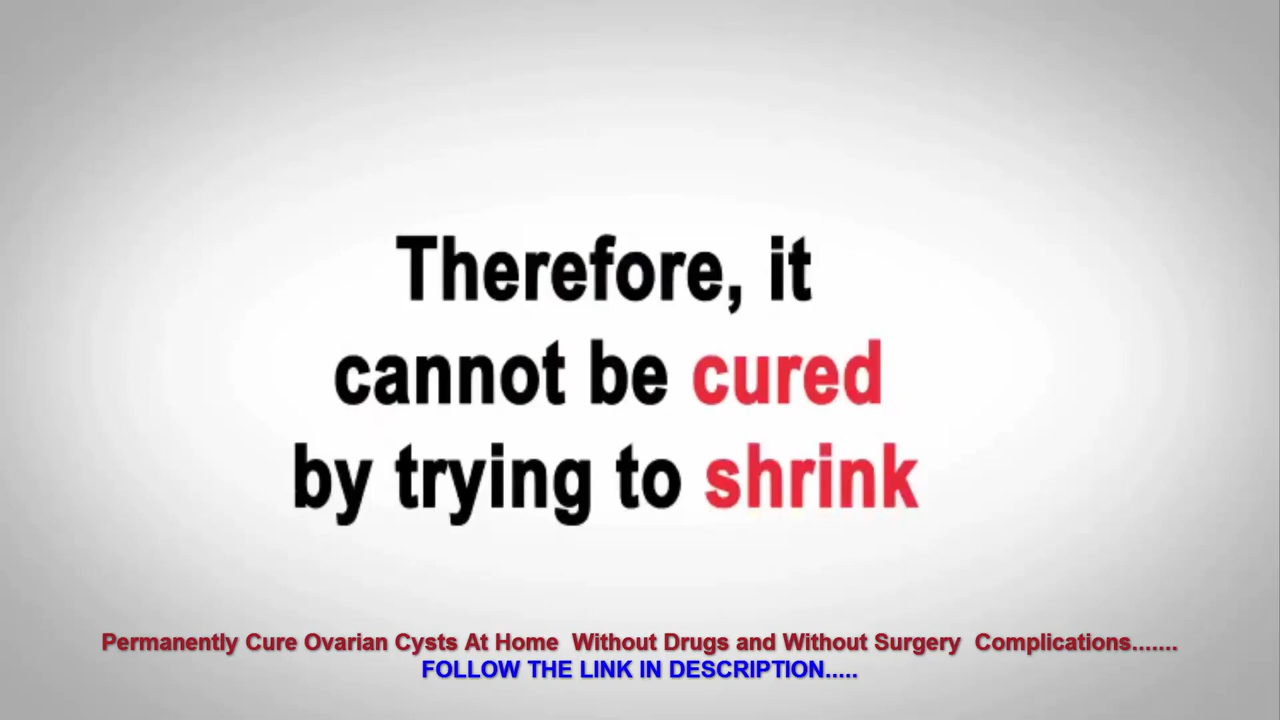 Therefore, it
cannot be cured
by trying to shrink
Permanently Cure Ovarian Cysts At Home  Without Drugs and Without Surgery  Complications.......
FOLLOW THE LINK IN DESCRIPTION.....